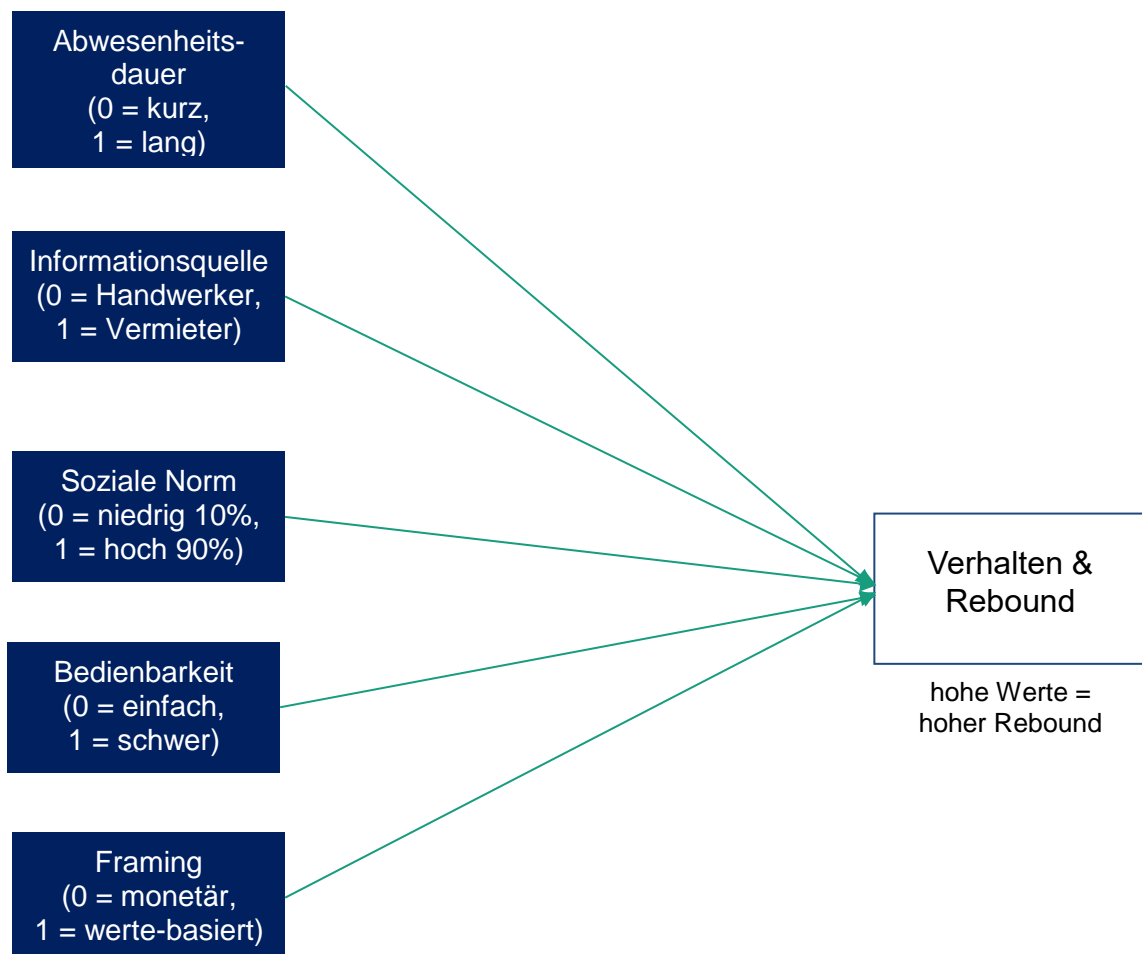 Abwesenheits-
dauer
(0 = kurz,
1 = lang)
Informationsquelle
(0 = Handwerker,
1 = Vermieter)
Soziale Norm
(0 = niedrig 10%,
1 = hoch 90%)
Bedienbarkeit
(0 = einfach,
1 = schwer)
Framing
(0 = monetär,
1 = werte-basiert)
Verhalten &
Rebound
hohe Werte =
hoher Rebound